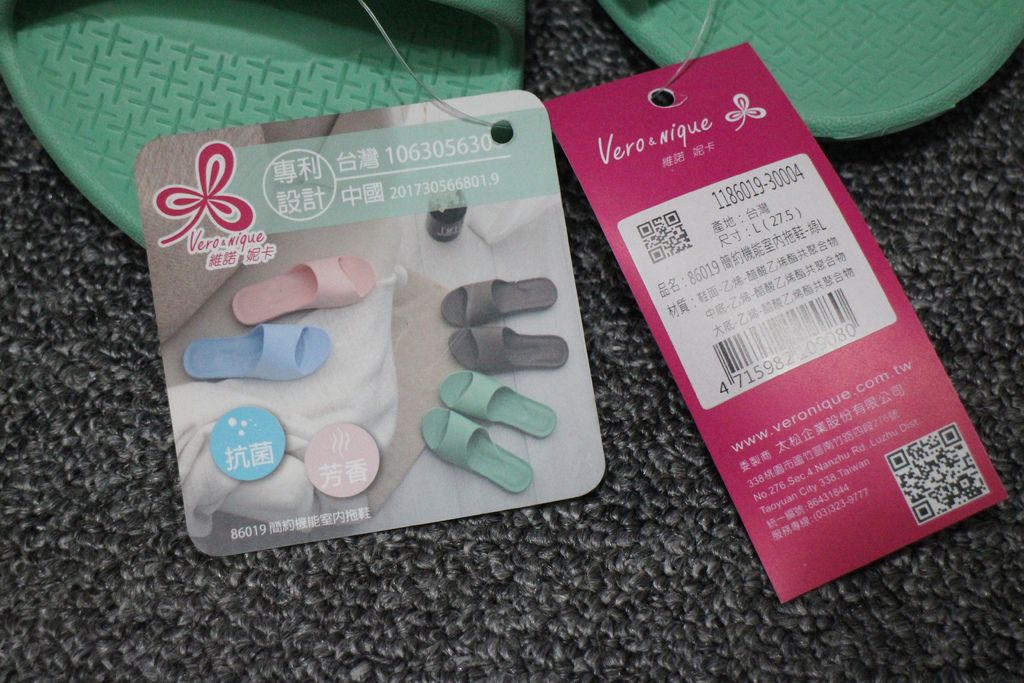 專利
設計
台灣 106305630
中國 201730566801.9
Vero&Nique
維諾 妮卡
抗菌
芳香
86019 簡約機能室內拖鞋
Vero&Nique
維諾 妮卡
1186019-30004
產地:台灣
尺寸:L(27.5)
品名:86019 簡約機能室內拖鞋-綠L
材質:鞋面-乙烯-醋酸乙烯酯共聚合物
中底-乙烯-醋酸乙烯酯共聚合物
大底-乙烯-醋酸乙烯酯共聚合物
4 715982 109080
www.veronique.com.tw
委製商 太松企業股份有限公司
338桃園市蘆竹區南竹路四段276號
No.276,Sec.4,Nanzhu Rd.,Luzhu Dist.
Taoyuan City 338,Taiwan
統一編號:86431844
服務專線:(03)323-9777